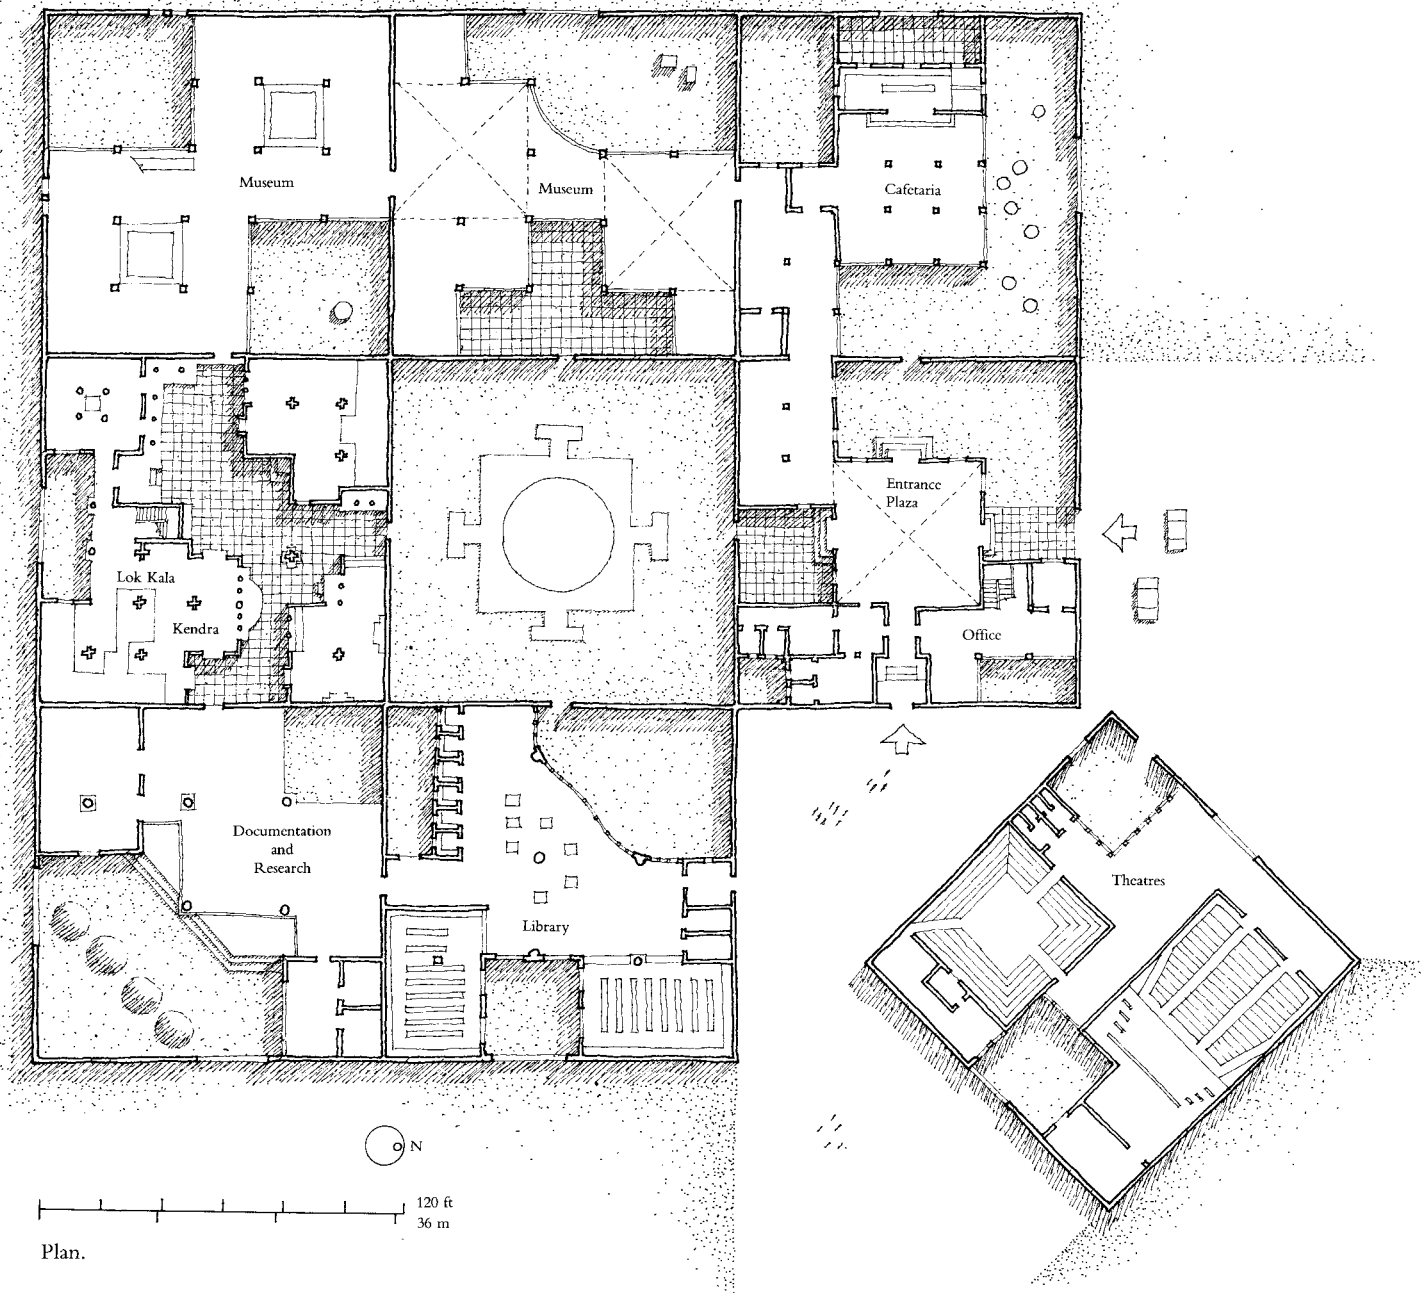 Museum
Museum
Cafetaria
Entrance
Plaza
Lok Kala
Kendra
Office
Documentation
and
Research
Library
Theatres
N
120 ft
36 m
Plan.